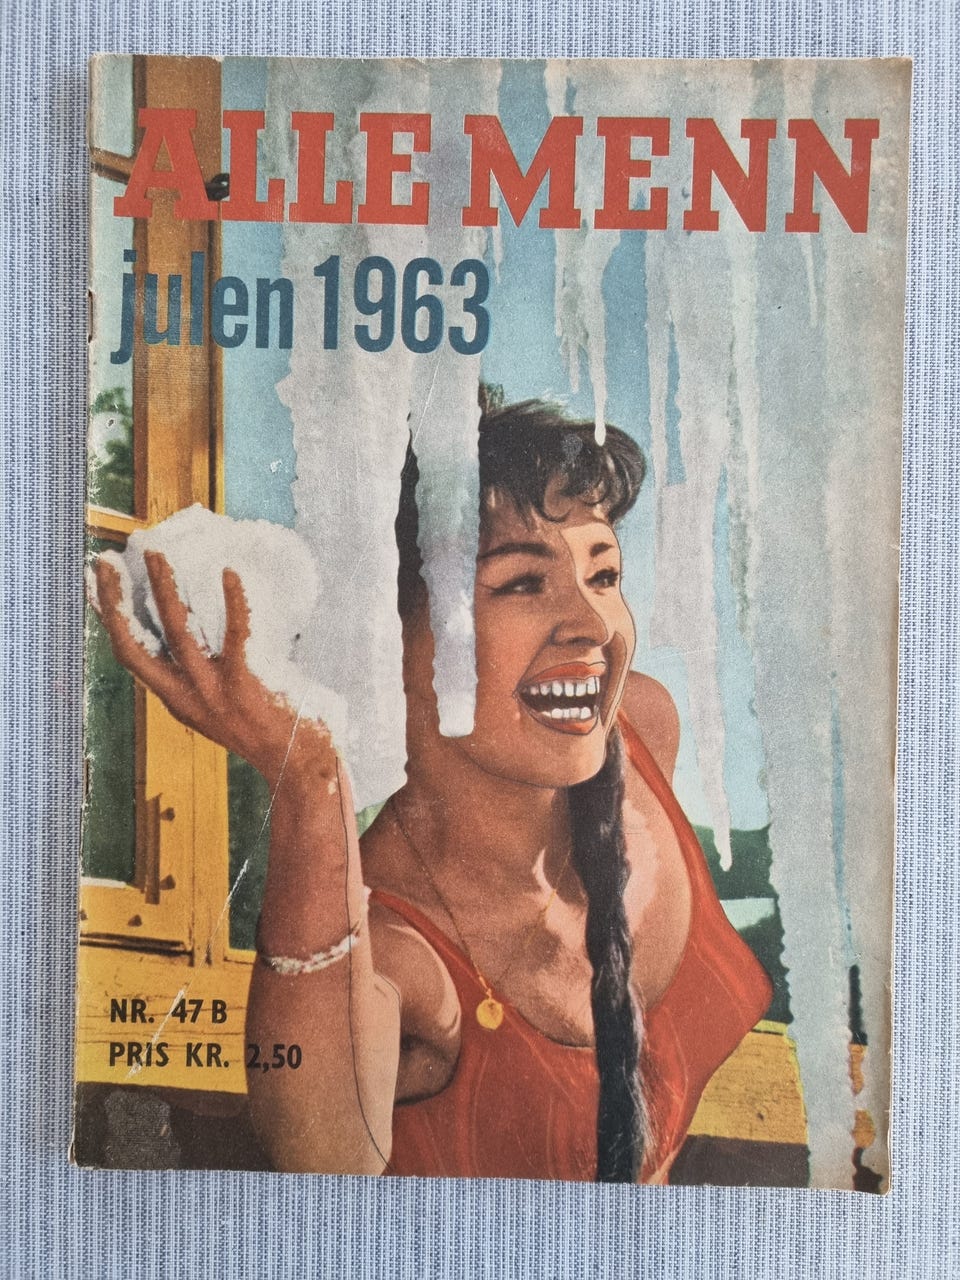 ALLE MENN
julen 1963
NR. 47 B
PRIS KR. 2,50